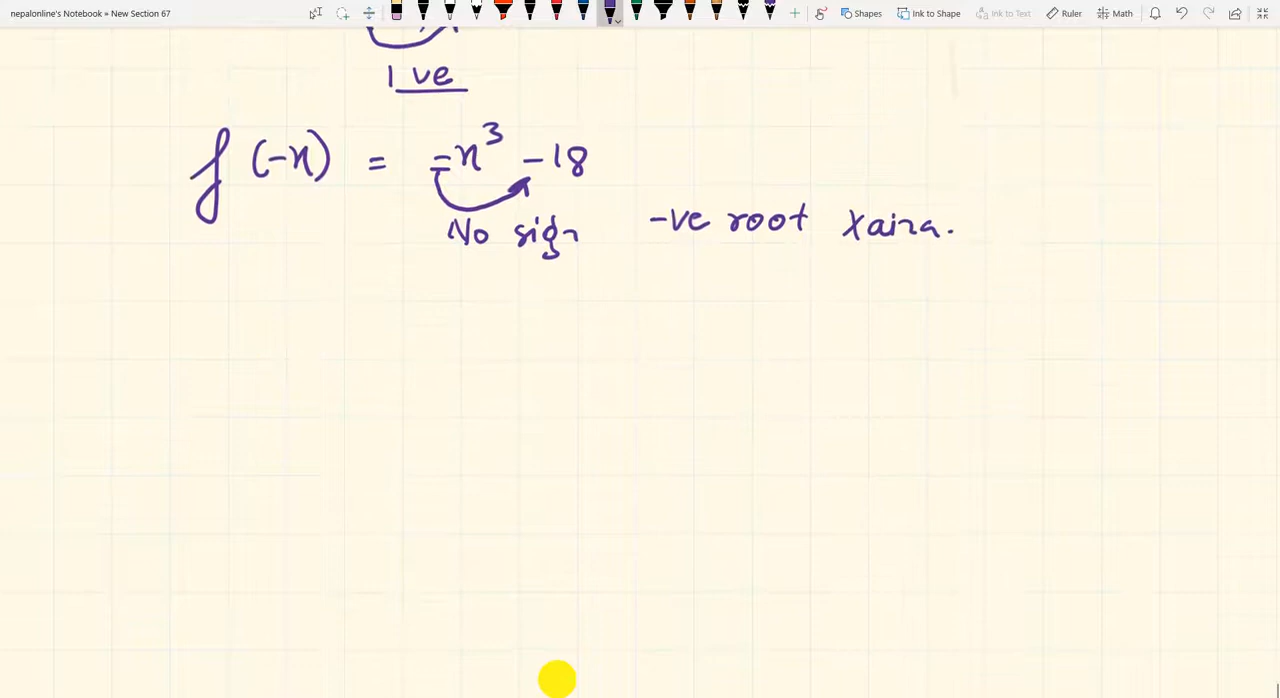 nepalonline's Notebook » New Section 67
Shapes Ink to Shape Ink to Text Ruler Math
1 ve
f(-x) = -x³ -18
No sign -ve root xaina.